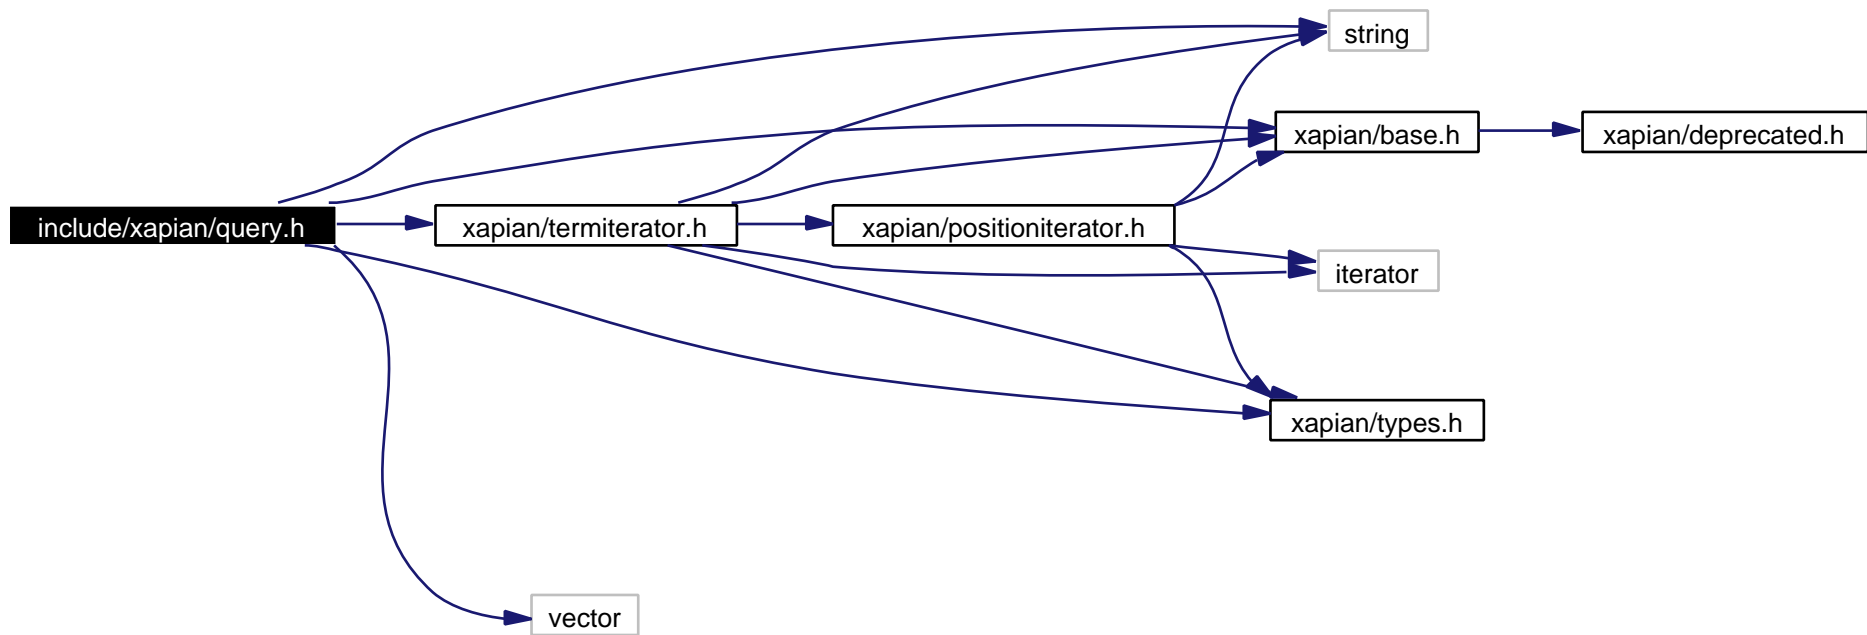 string
xapian/base.h
xapian/deprecated.h
include/xapian/query.h
xapian/termiterator.h
xapian/positioniterator.h
iterator
xapian/types.h
vector